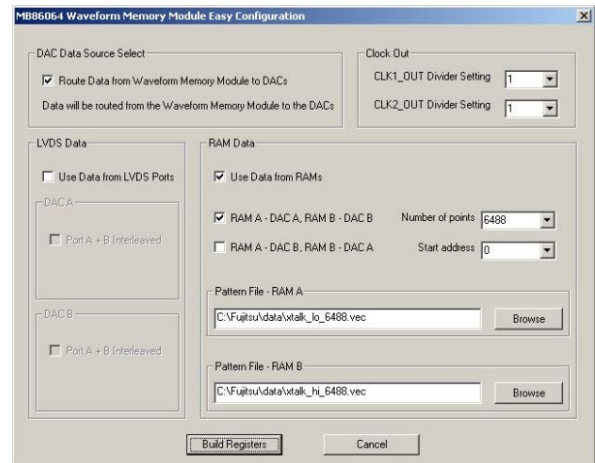 MB86064 Waveform Memory Module Easy Configuration
DAC Data Source Select
Route Data from Waveform Memory Module to DACs
Data will be routed from the Waveform Memory Module to the DACs
Clock Out
CLK1_OUT Divider Setting 1
CLK2_OUT Divider Setting 1
LVDS Data
Use Data from LVDS Ports
DAC A
Port A + B Interleaved
DAC B
Port A + B Interleaved
RAM Data
Use Data from RAMs
RAM A - DAC A, RAM B - DAC B
Number of points 6488
RAM A - DAC B, RAM B - DAC A
Start address 0
Pattern File - RAM A
C:\Fujitsu\data\xtalk_lo_6488.vec
Browse
Pattern File - RAM B
C:\Fujitsu\data\xtalk_hi_6488.vec
Browse
Build Registers
Cancel